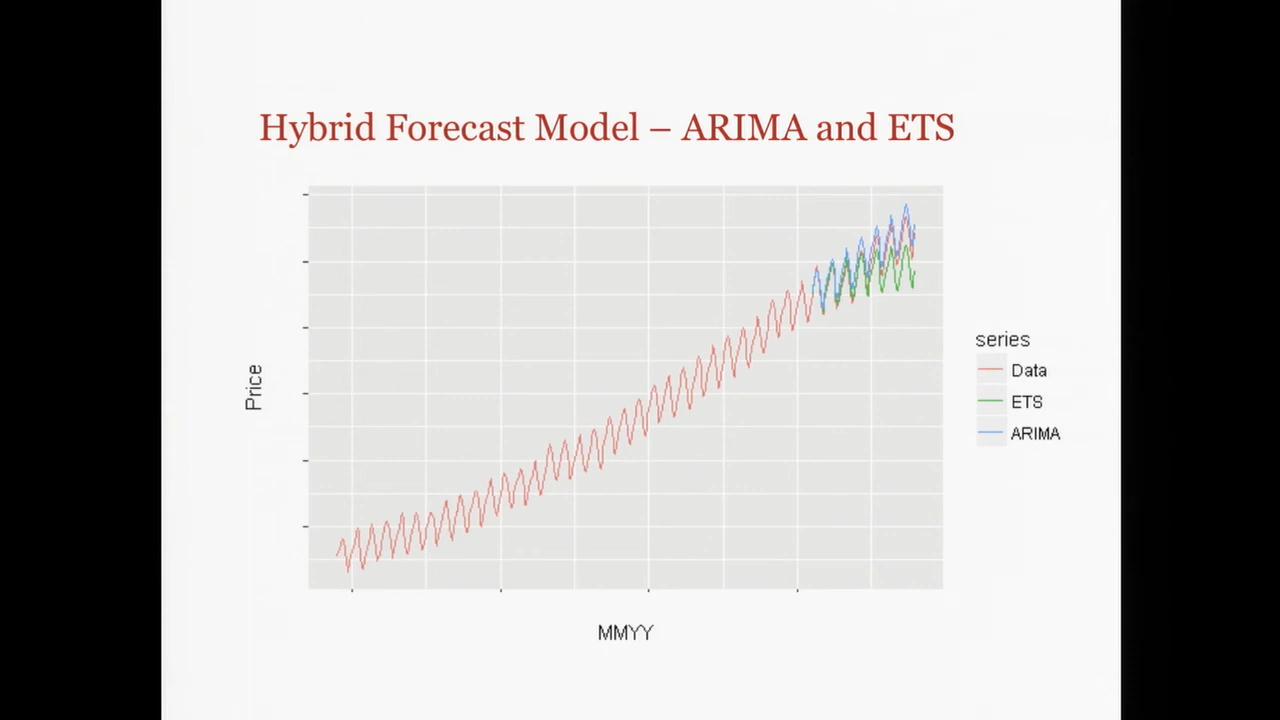 Hybrid Forecast Model – ARIMA and ETS
Price
series
Data
ETS
ARIMA
MMYY